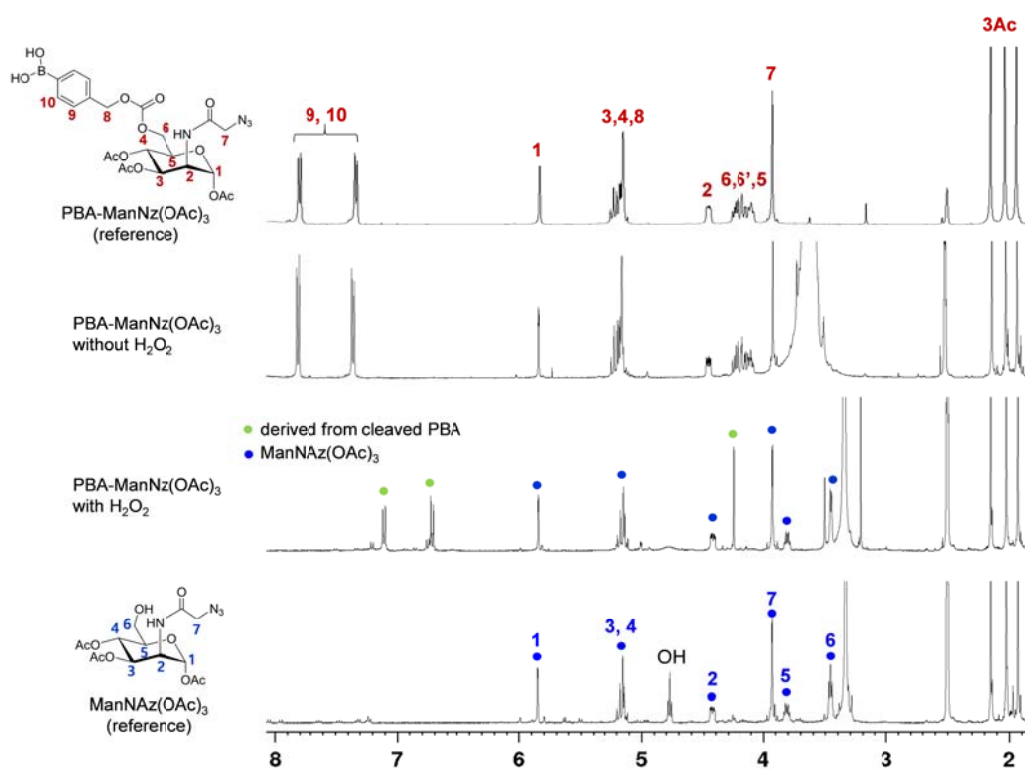 3Ac
HO
B
HO
10
9
8
O
O
O
6
O
4
N
H
7
N3
AcO
5
O
AcO
3
2
1
OAc
PBA-ManNz(OAc)3
(reference)
9, 10
1
3,4,8
2
6,6',5
7
PBA-ManNz(OAc)3
without H2O2
derived from cleaved PBA
ManNAz(OAc)3
PBA-ManNz(OAc)3
with H2O2
OH
6
O
HN
7
N3
4
AcO
5
O
AcO
3
2
1
OAc
ManNAz(OAc)3
(reference)
1
3, 4
OH
2
7
5
6
8
7
6
5
4
3
2